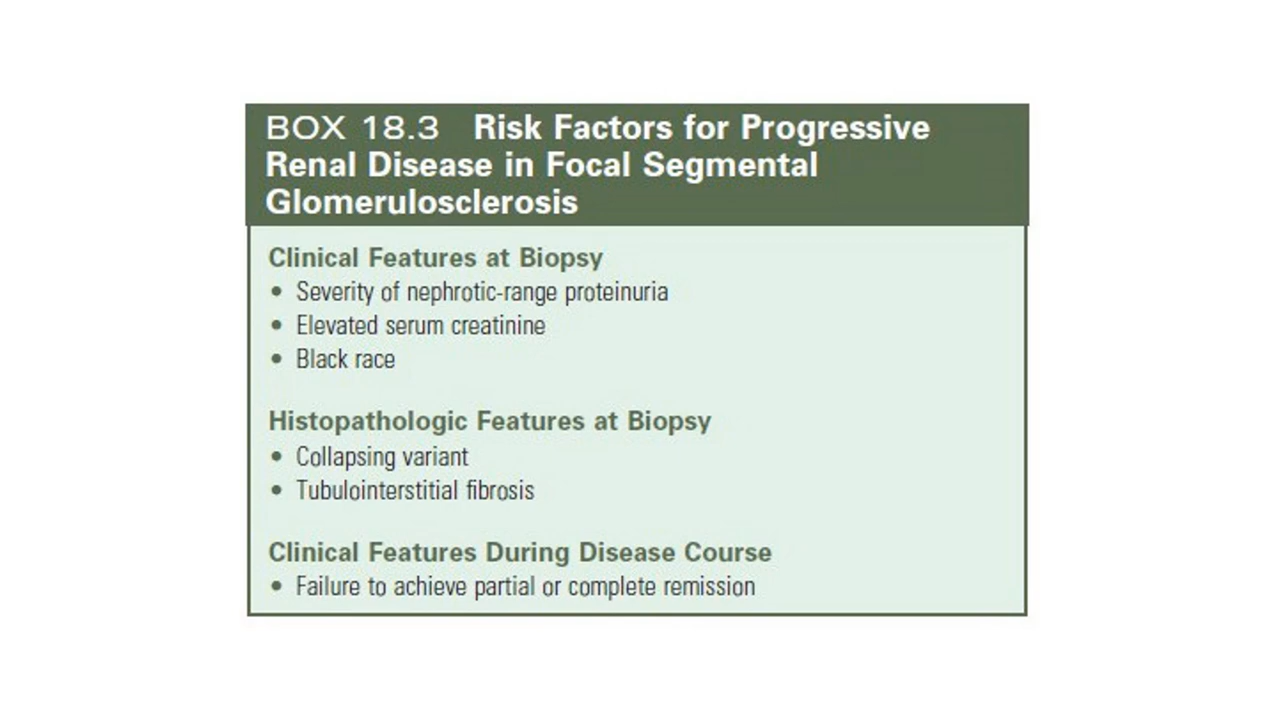 BOX 18.3 Risk Factors for Progressive
Renal Disease in Focal Segmental
Glomerulosclerosis
Clinical Features at Biopsy
• Severity of nephrotic-range proteinuria
• Elevated serum creatinine
• Black race
Histopathologic Features at Biopsy
• Collapsing variant
• Tubulointerstitial fibrosis
Clinical Features During Disease Course
• Failure to achieve partial or complete remission